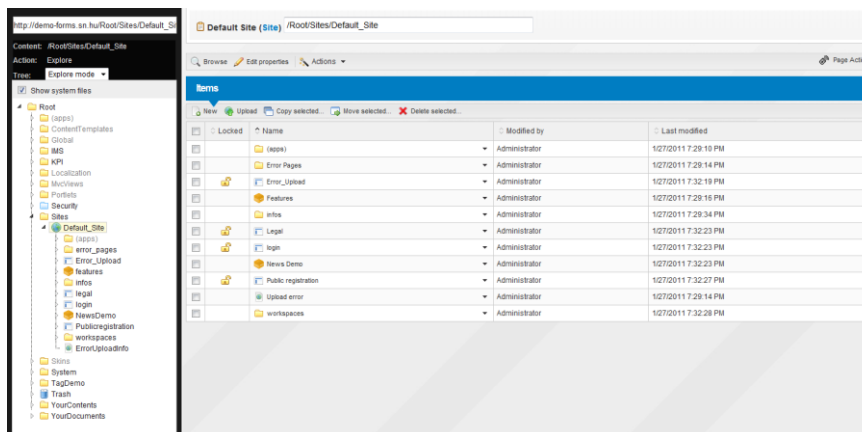 http://demo-forms.sn.hu/Root/Sites/Default_Si
Content: /Root/Sites/Default_Site
Action: Explore
Tree: Explore mode
Show system files
Root
(apps)
ContentTemplates
Global
IMS
KPI
Localization
MvcViews
Portlets
Security
Sites
Default_Site
(apps)
error_pages
Error_Upload
features
infos
legal
login
NewsDemo
Publicregistration
workspaces
ErrorUploadInfo
Skins
System
TagDemo
Trash
YourContents
YourDocuments
Default Site (Site) /Root/Sites/Default_Site
Browse Edit properties Actions Page Acti
Items
New Upload Copy selected... Move selected... Delete selected...
Locked Name Modified by Last modified
(apps) Administrator 1/27/2011 7:29:10 PM
Error Pages Administrator 1/27/2011 7:29:14 PM
Error_Upload Administrator 1/27/2011 7:32:19 PM
Features Administrator 1/27/2011 7:29:16 PM
infos Administrator 1/27/2011 7:29:34 PM
Legal Administrator 1/27/2011 7:32:23 PM
login Administrator 1/27/2011 7:32:23 PM
News Demo Administrator 1/27/2011 7:32:23 PM
Public registration Administrator 1/27/2011 7:32:27 PM
Upload error Administrator 1/27/2011 7:29:14 PM
workspaces Administrator 1/27/2011 7:32:28 PM